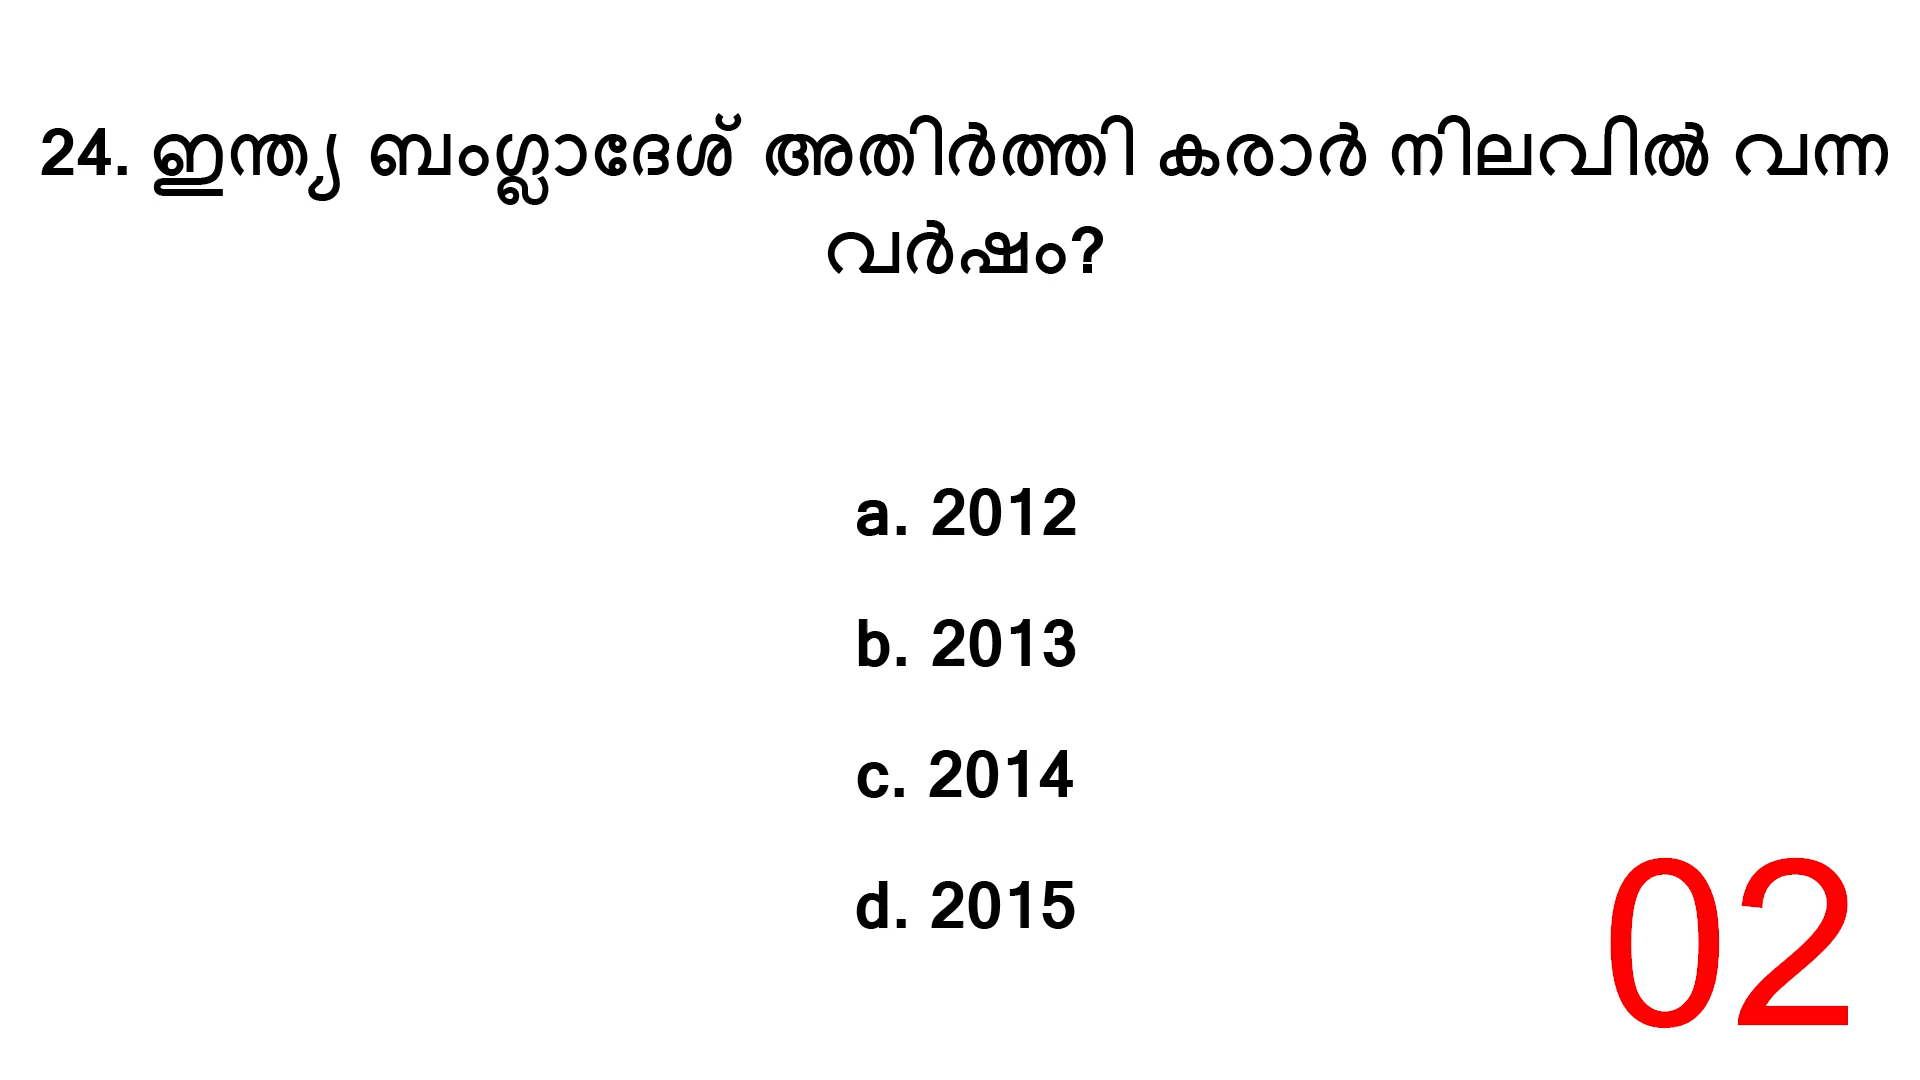 24. ഇന്ത്യ ബംഗ്ലാദേശ് അതിർത്തി കരാർ നിലവിൽ വന്ന
വർഷം?
a. 2012
b. 2013
c. 2014
d. 2015
02